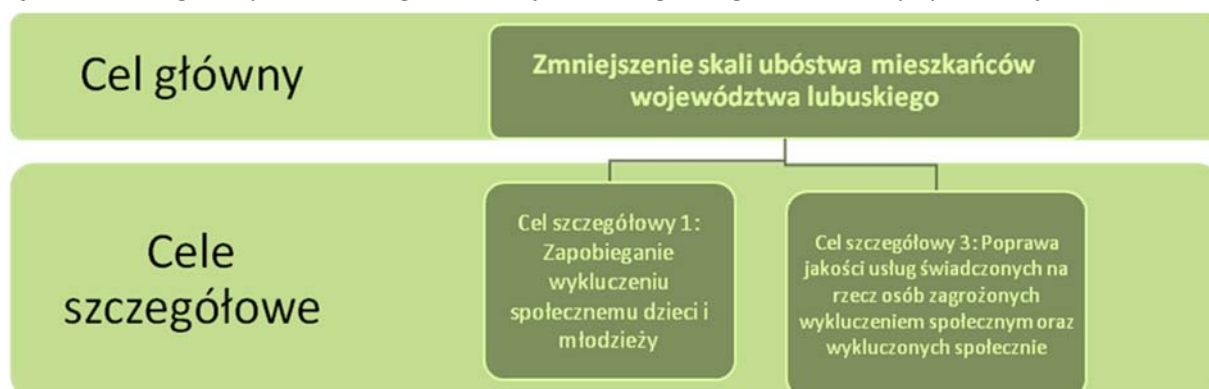 Cel główny
Zmniejszenie skali ubóstwa mieszkańców
województwa lubuskiego
Cele
szczegółowe
Cel szczegółowy 1:
Zapobieganie
wykluczeniu
społecznemu dzieci i
młodzieży
Cel szczegółowy 3: Poprawa
jakości usług świadczonych na
rzecz osób zagrożonych
wykluczeniem społecznym oraz
wykluczonych społecznie